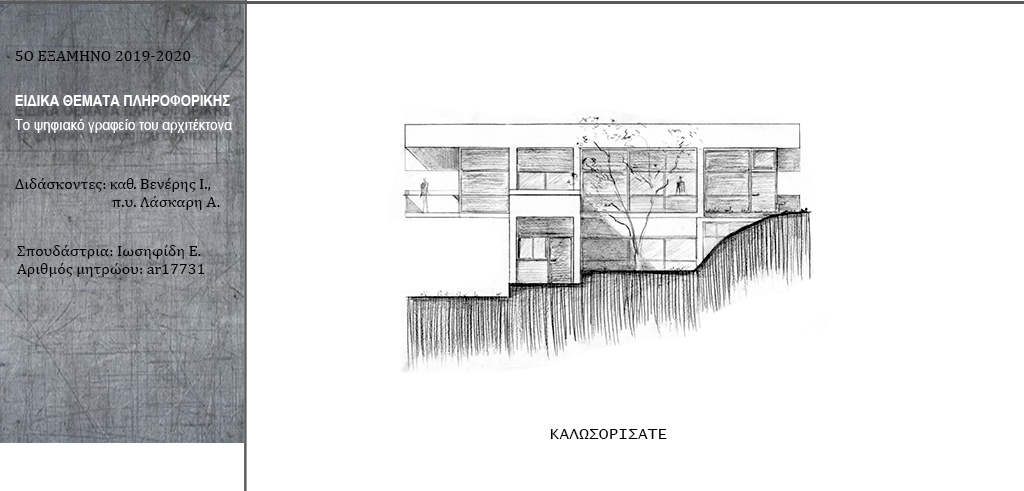 5Ο ΕΞΑΜΗΝΟ 2019-2020
ΕΙΔΙΚΑ ΘΕΜΑΤΑ ΠΛΗΡΟΦΟΡΙΚΗΣ
Το ψηφιακό γραφείο του αρχιτέκτονα
Διδάσκοντες: καθ. Βενέρης Ι.,
π.υ. Λάσκαρη Α.
Σπουδάστρια: Ιωσηφίδη Ε.
Αριθμός μητρώου: ar17731
ΚΑΛΩΣΟΡΙΣΑΤΕ